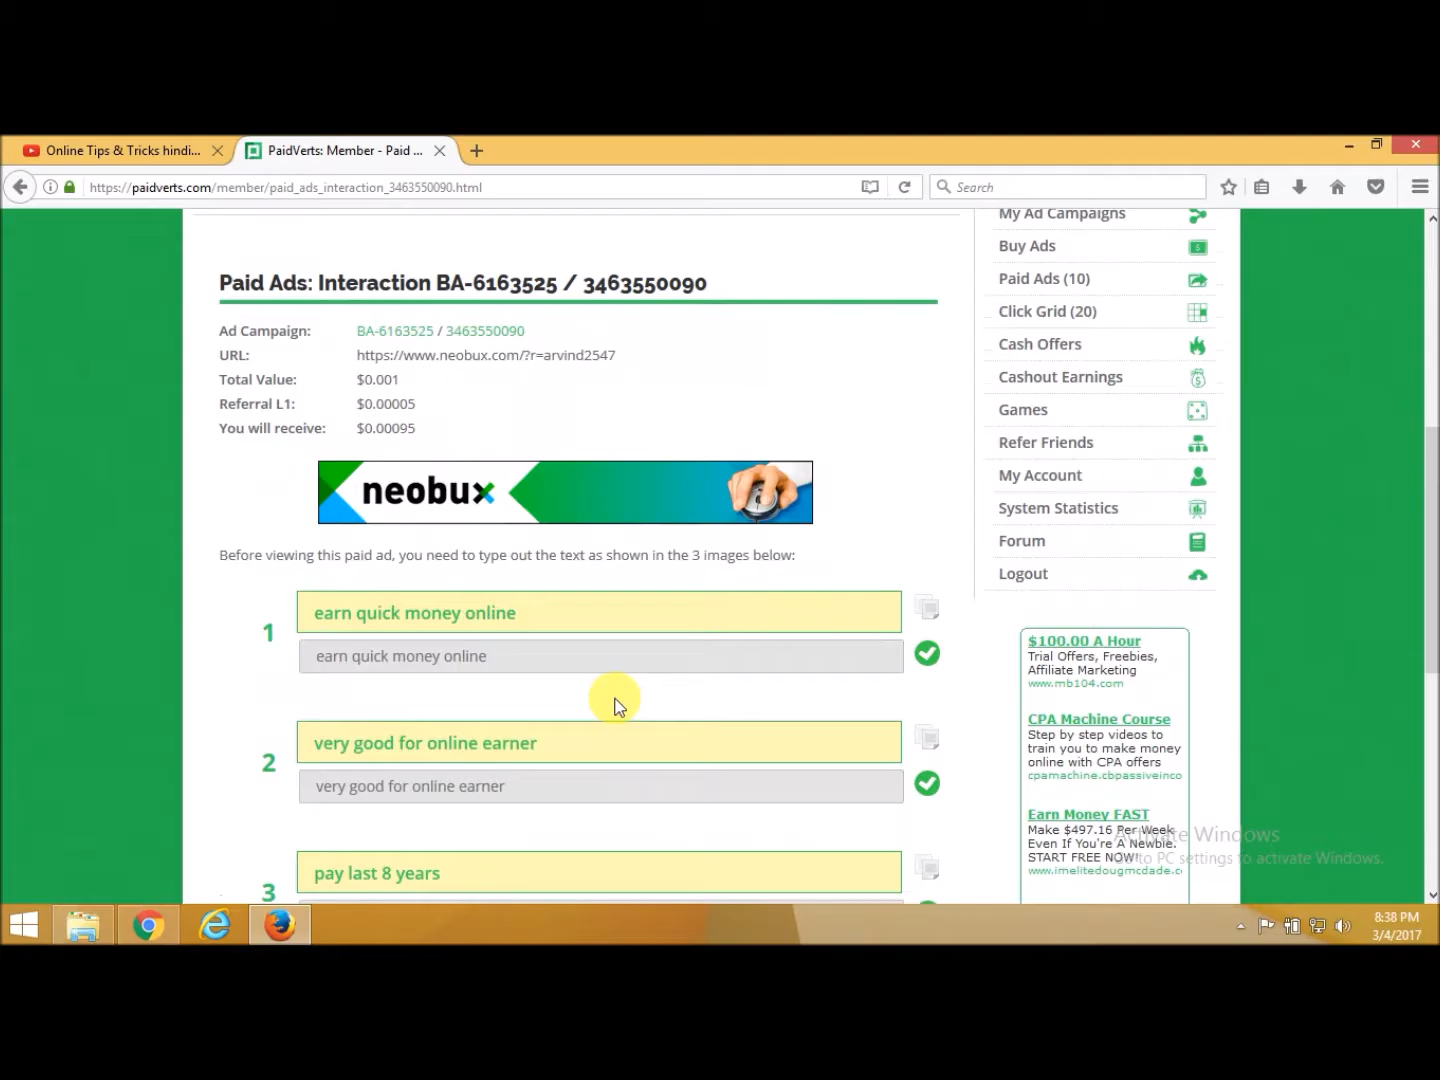 Online Tips & Tricks hindi...
PaidVerts: Member - Paid ...
https://paidverts.com/member/paid_ads_interaction_3463550090.html
Search
My Ad Campaigns
Buy Ads
Paid Ads (10)
Click Grid (20)
Cash Offers
Cashout Earnings
Games
Refer Friends
My Account
System Statistics
Forum
Logout
Paid Ads: Interaction BA-6163525 / 3463550090
Ad Campaign: BA-6163525 / 3463550090
URL: https://www.neobux.com/?r=arvind2547
Total Value: $0.001
Referral L1: $0.00005
You will receive: $0.00095
neobux
Before viewing this paid ad, you need to type out the text as shown in the 3 images below:
1
earn quick money online
earn quick money online
2
very good for online earner
very good for online earner
3
pay last 8 years
$100.00 A Hour
Trial Offers, Freebies,
Affiliate Marketing
www.mb104.com
CPA Machine Course
Step by step videos to
train you to make money
online with CPA offers
cpamachine.cbpassiveinco
Earn Money FAST
Make $497.16 Per Week
Even If You're A Newbie.
START FREE NOW!
www.imelitedougmcdade.c
Activate Windows
Go to PC settings to activate Windows.
8:38 PM
3/4/2017